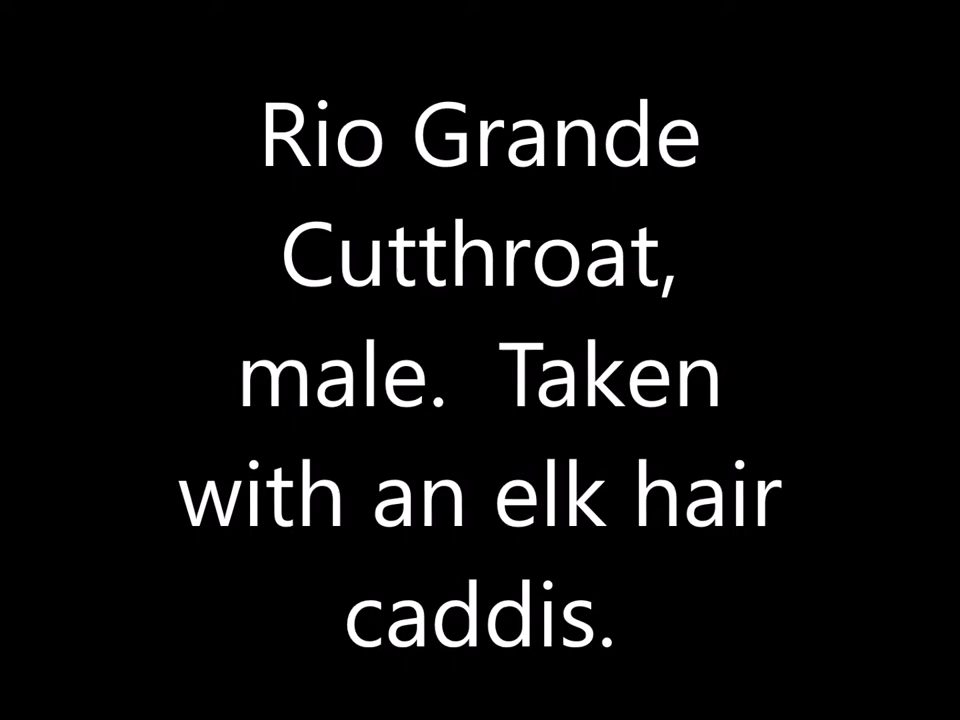 Rio Grande
Cutthroat,
male.  Taken
with an elk hair
caddis.